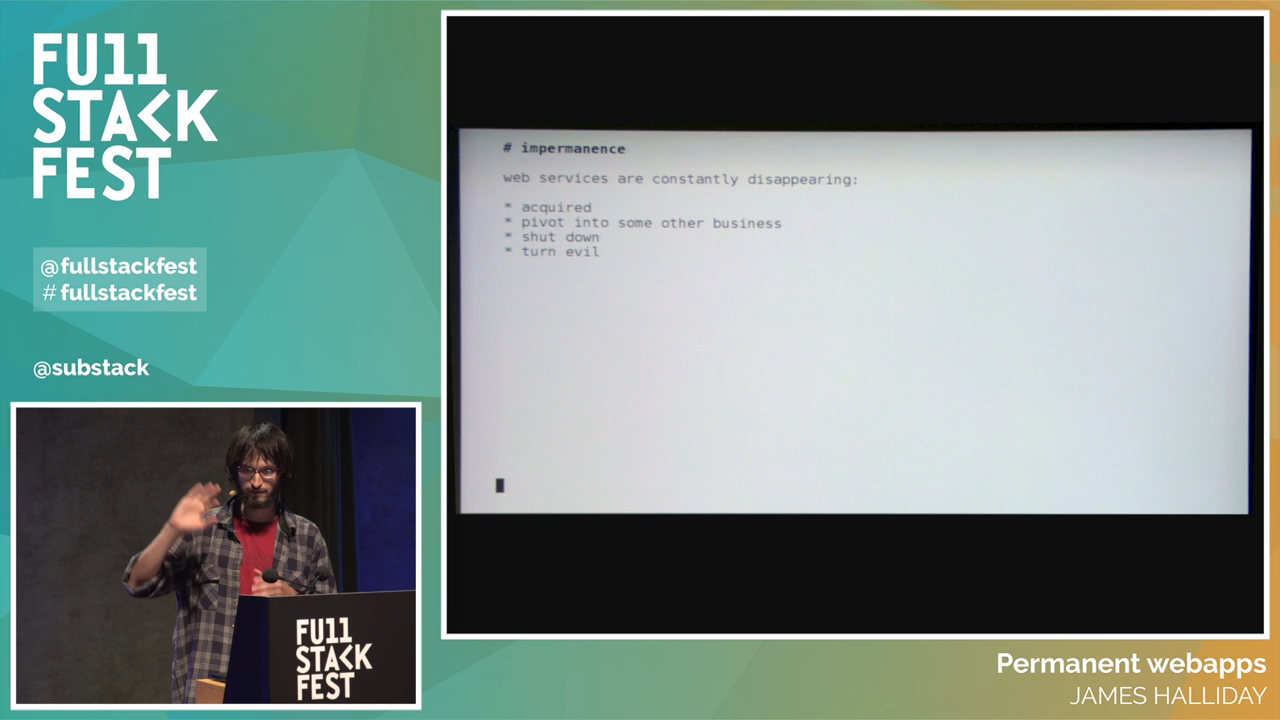 FU11
STACK
FEST
@fullstackfest
# fullstackfest
@substack
# impermanence
web services are constantly disappearing:
* acquired
* pivot into some other business
* shut down
* turn evil
FU11
STACK
FEST
Permanent webapps
JAMES HALLIDAY